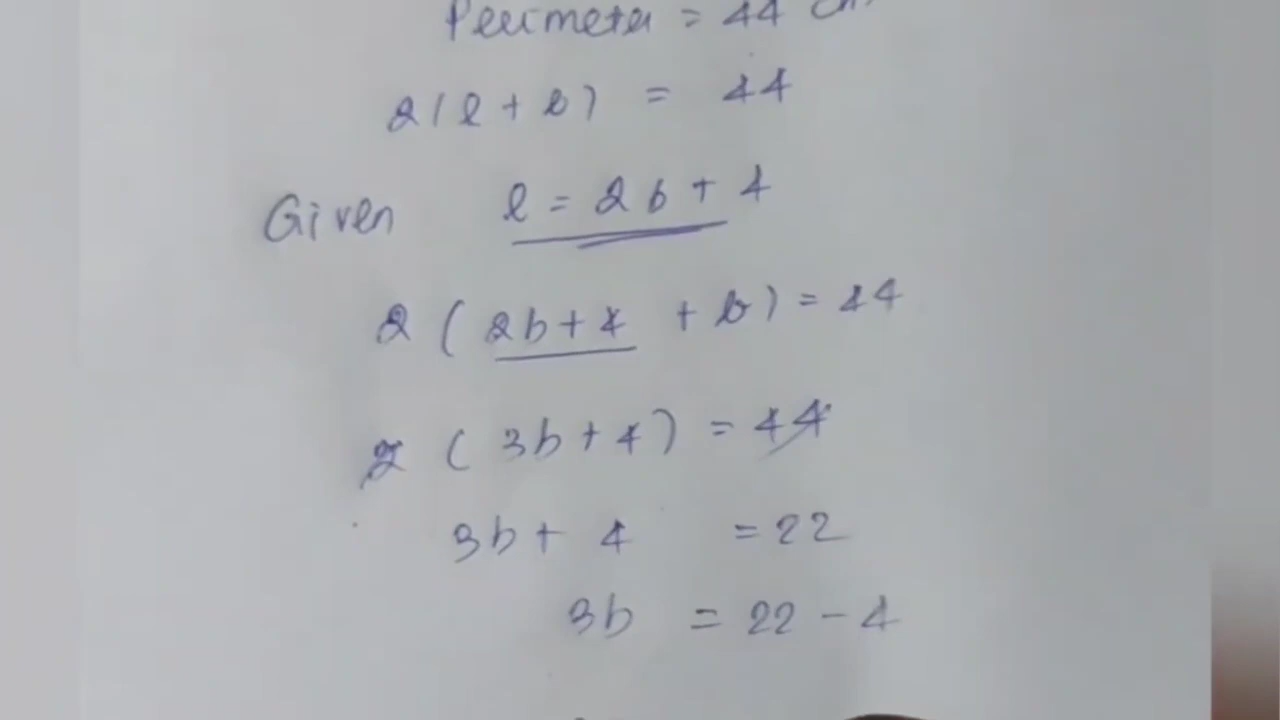 Perimeter = 44 cm
2(l + b) = 44
Given l = 2b + 4
2 ( 2b + 4 + b) = 44
2 ( 3b + 4 ) = 44
3b + 4 = 22
3b = 22 - 4